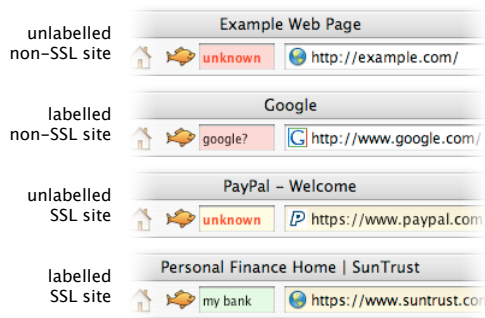 Example Web Page
unlabelled
non-SSL site
unknown
http://example.com/
Google
labelled
non-SSL site
google?
G http://www.google.com/
PayPal – Welcome
unlabelled
SSL site
unknown
P https://www.paypal.com
Personal Finance Home | SunTrust
labelled
SSL site
my bank
https://www.suntrust.com